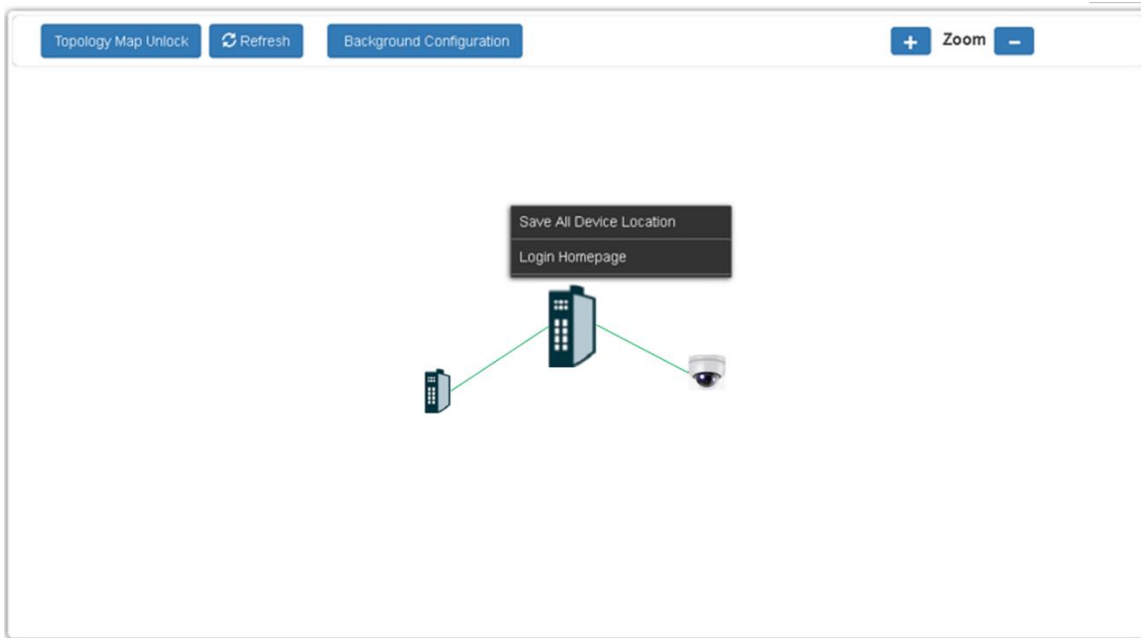 Topology Map Unlock Refresh Background Configuration + Zoom −
Save All Device Location
Login Homepage